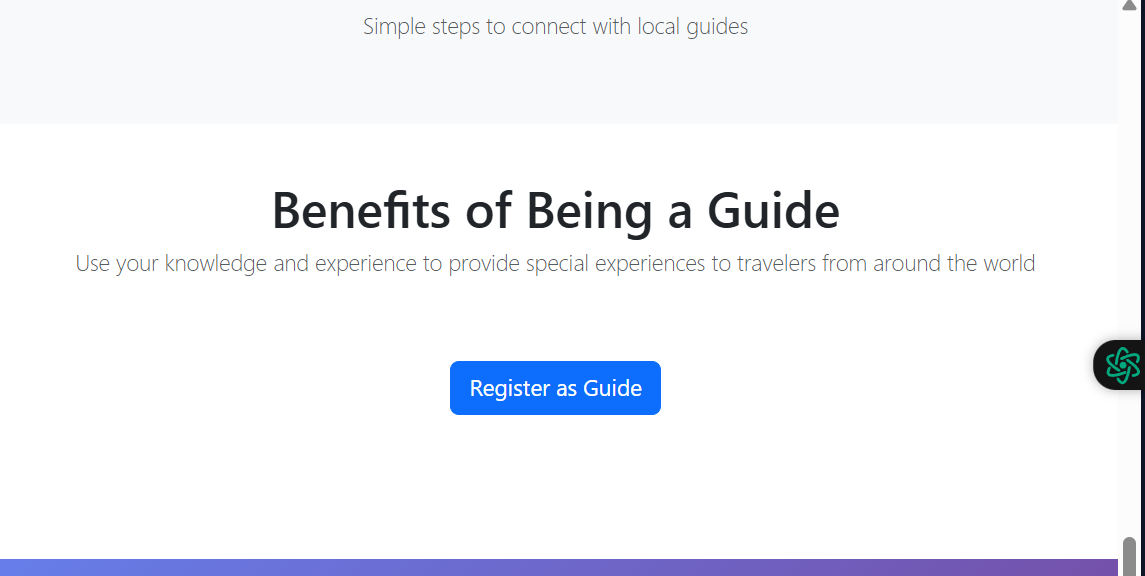 Simple steps to connect with local guides
Benefits of Being a Guide
Use your knowledge and experience to provide special experiences to travelers from around the world
Register as Guide